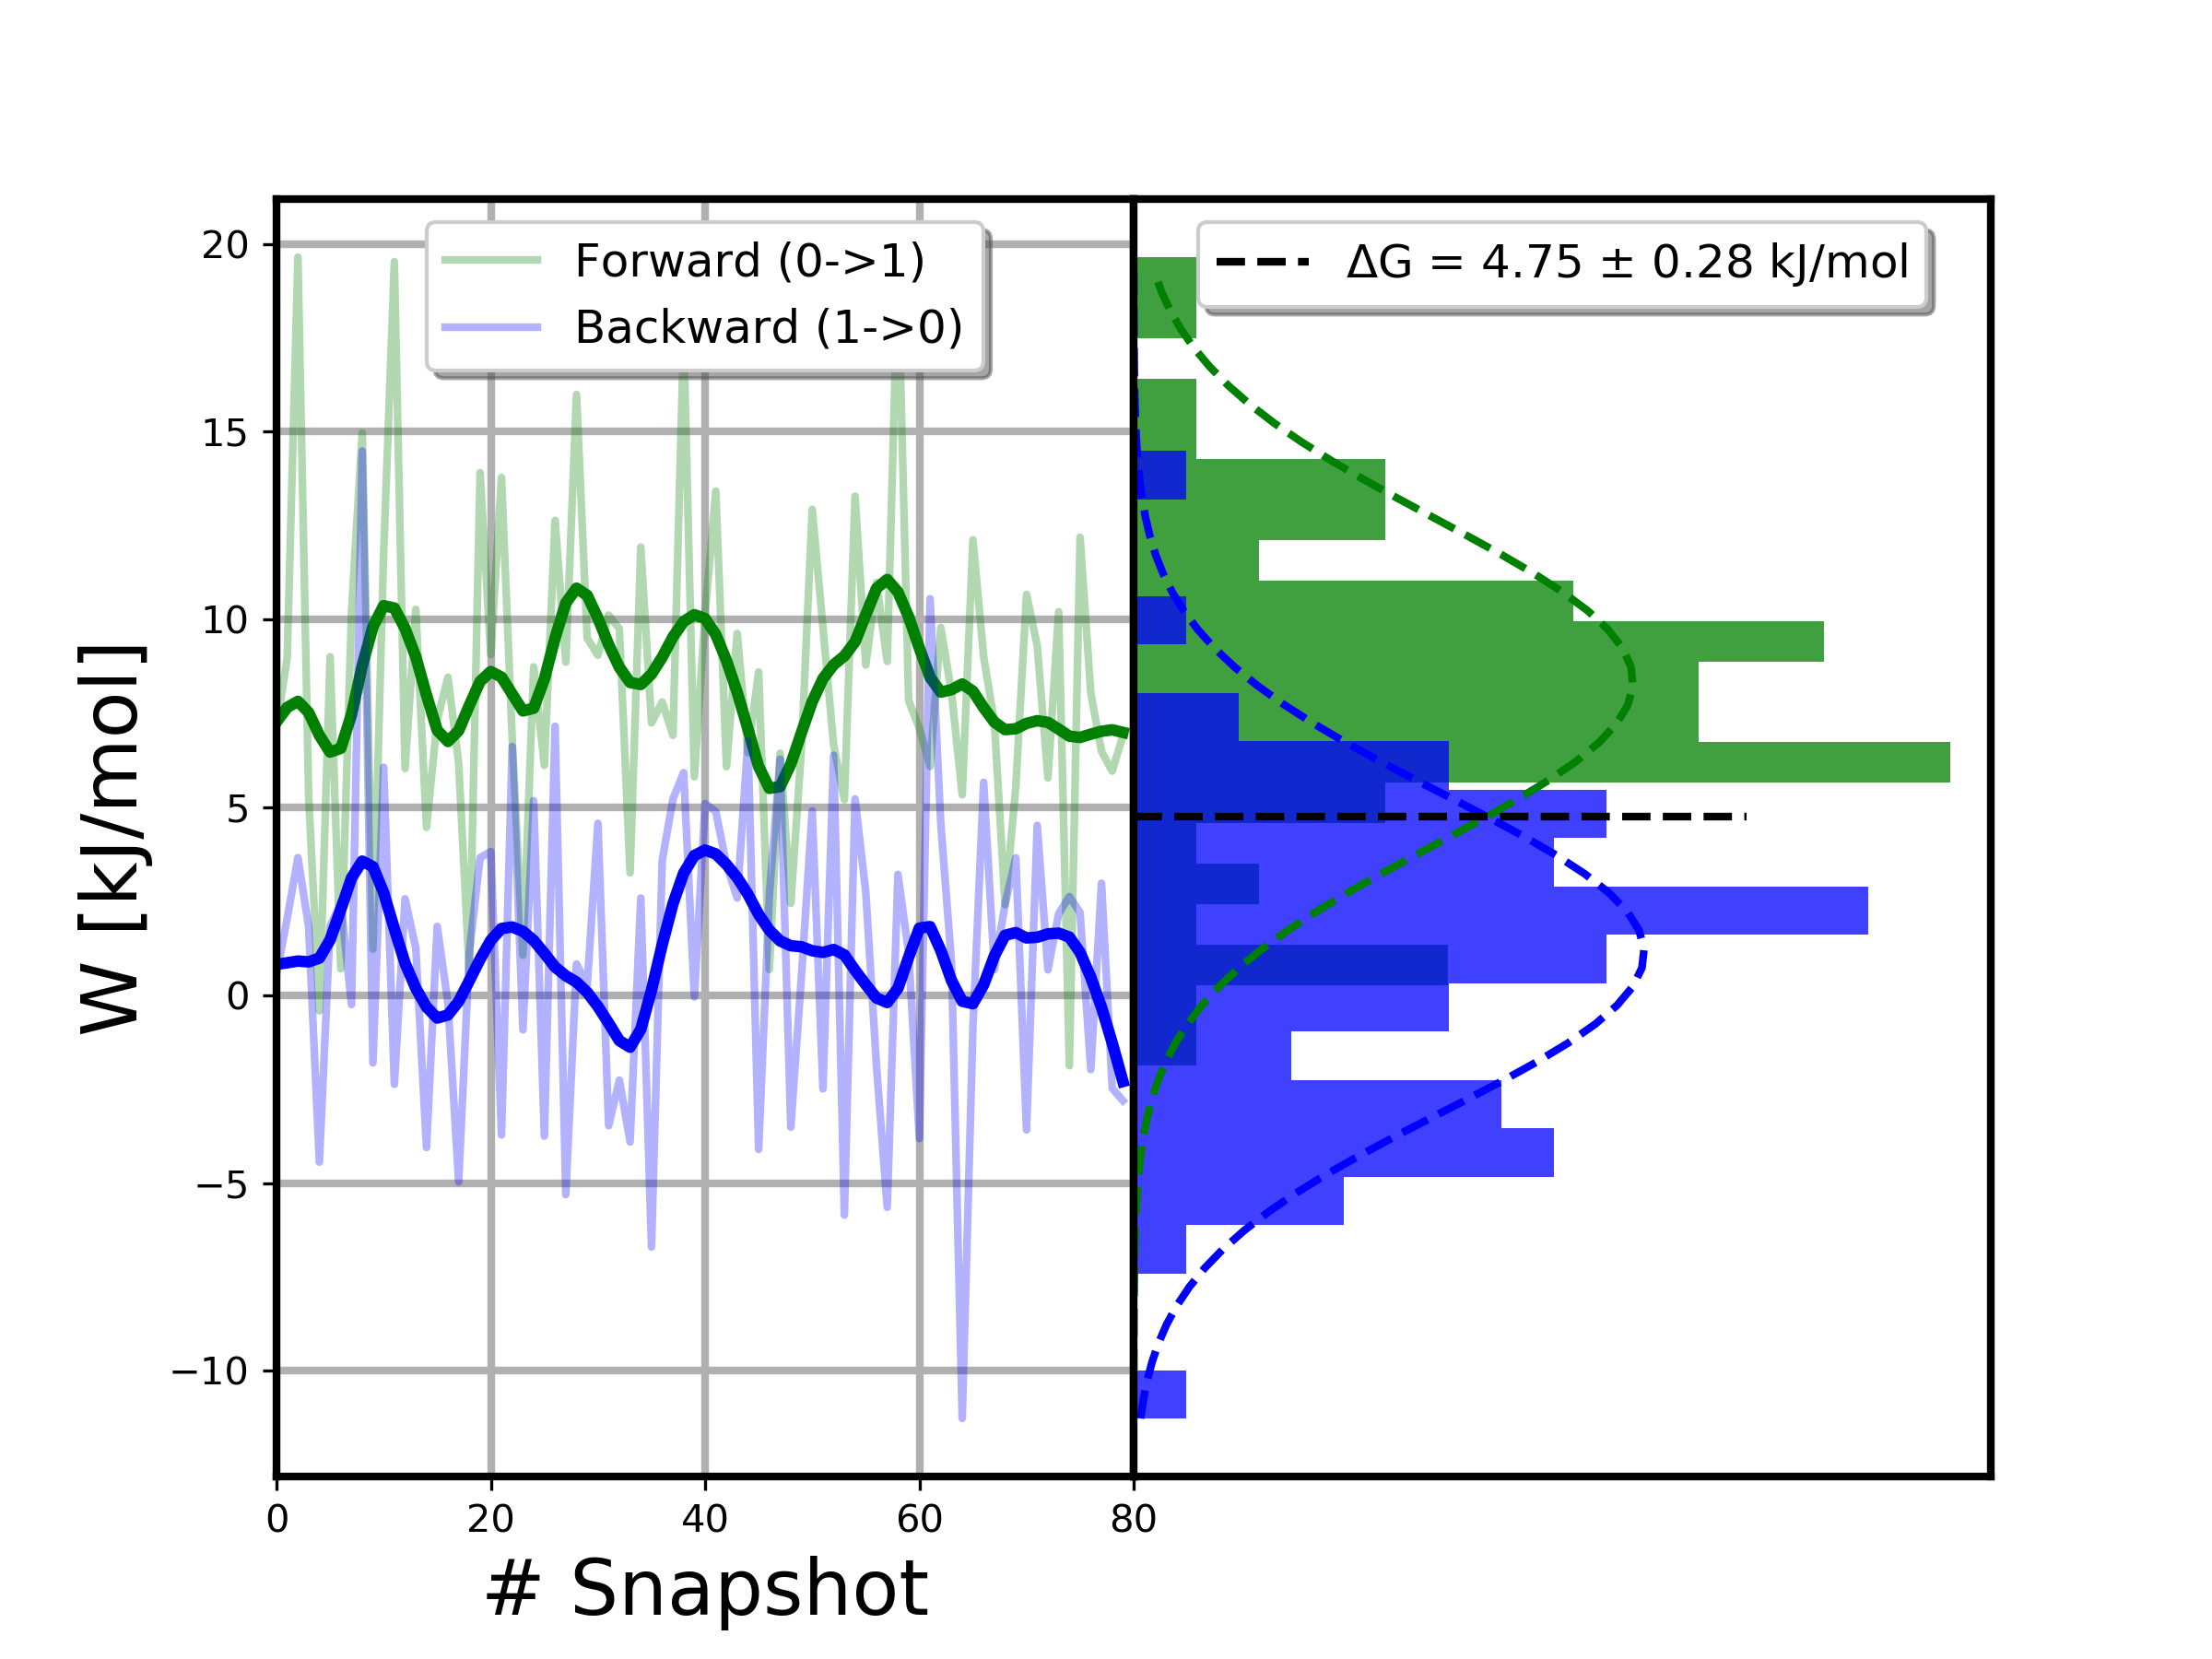 Forward (0->1)
Backward (1->0)
ΔG = 4.75 ± 0.28 kJ/mol
W [kJ/mol]
20
15
10
5
0
−5
−10
0 20 40 60 80
# Snapshot